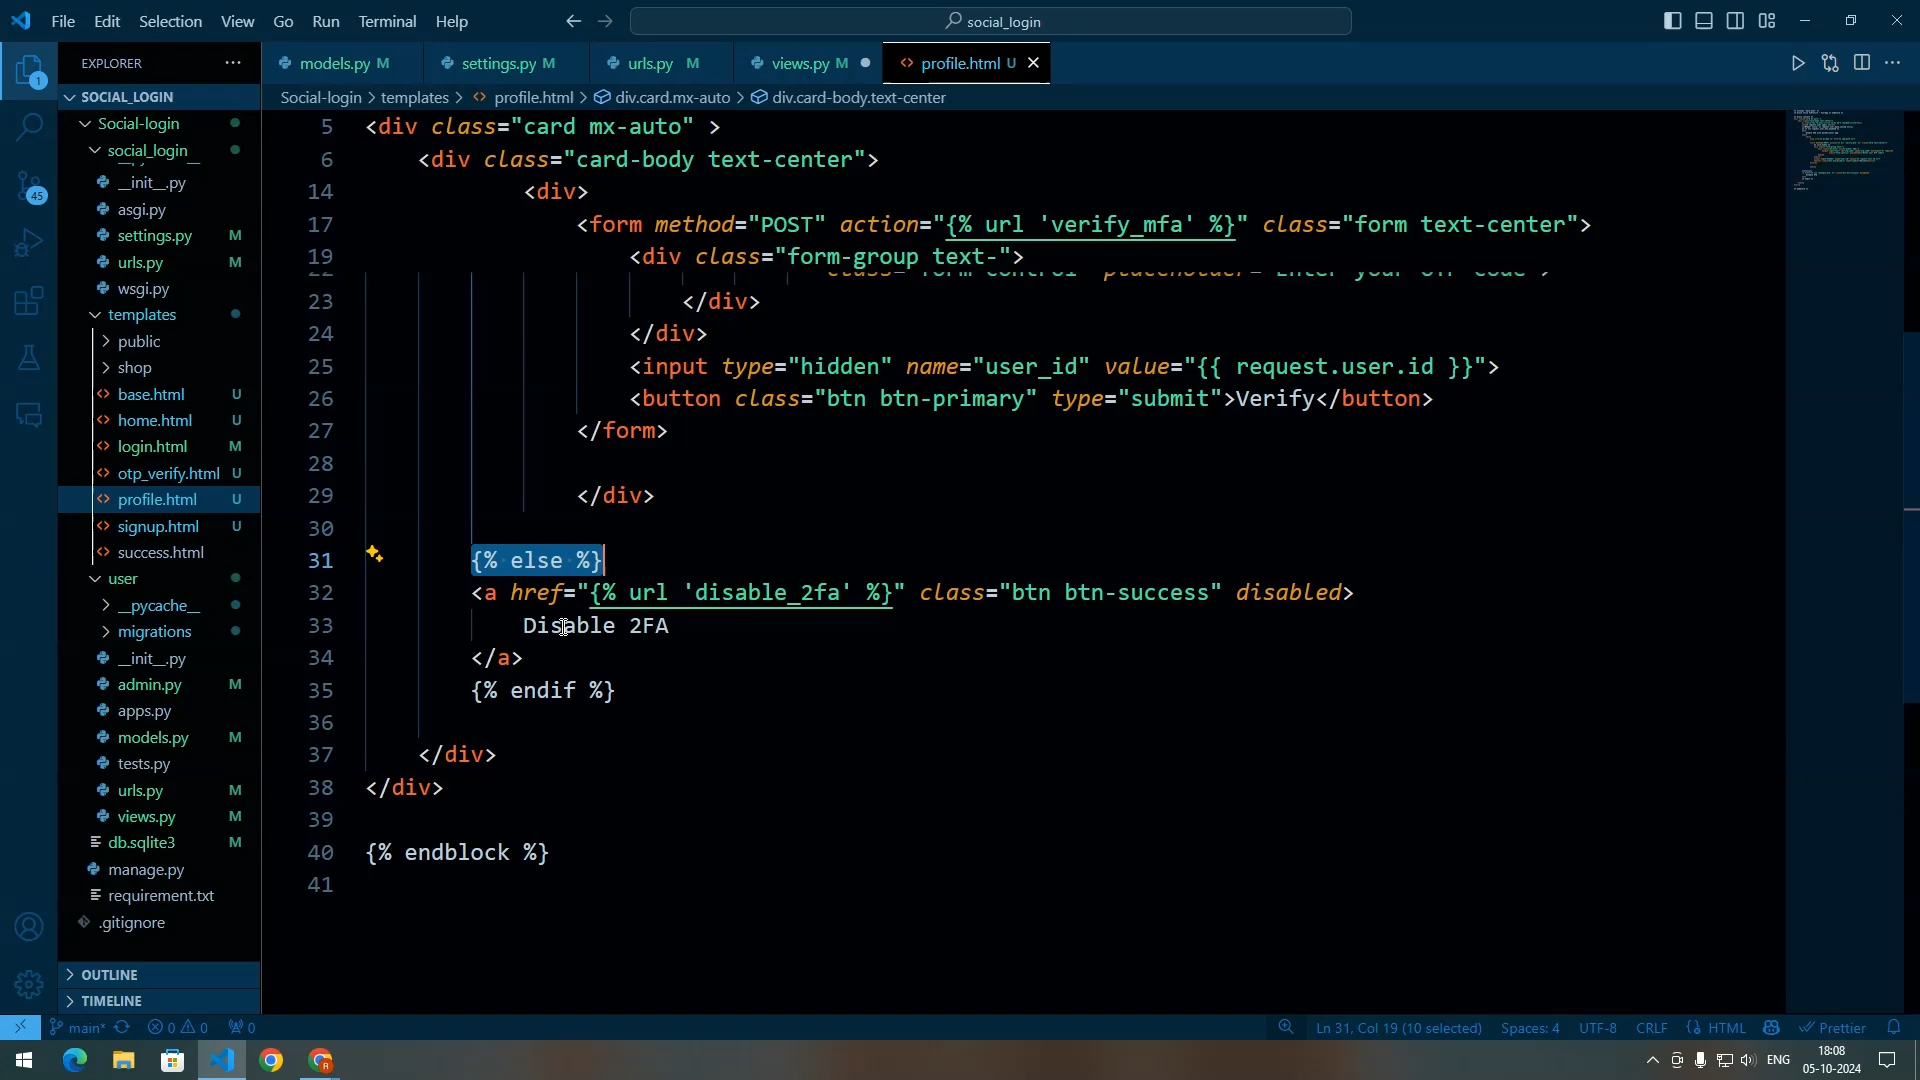 File Edit Selection View Go Run Terminal Help
social_login
EXPLORER
models.py M
settings.py M
urls.py M
views.py M
profile.html U
SOCIAL_LOGIN
Social-login > templates > profile.html > div.card.mx-auto > div.card-body.text-center
Social-login
social_login
__init__.py
asgi.py
settings.py M
urls.py M
wsgi.py
templates
public
shop
base.html U
home.html U
login.html M
otp_verify.html U
profile.html U
signup.html U
success.html
user
__pycache__
migrations
__init__.py
admin.py M
apps.py
models.py M
tests.py
urls.py M
views.py M
db.sqlite3 M
manage.py
requirement.txt
.gitignore
OUTLINE
TIMELINE
1
45
5 <div class="card mx-auto" >
6 <div class="card-body text-center">
14 <div>
17 <form method="POST" action="{% url 'verify_mfa' %}" class="form text-center">
19 <div class="form-group text-">
23 </div>
24 </div>
25 <input type="hidden" name="user_id" value="{{ request.user.id }}">
26 <button class="btn btn-primary" type="submit">Verify</button>
27 </form>
28
29 </div>
30
31 {% else %}
32 <a href="{% url 'disable_2fa' %}" class="btn btn-success" disabled>
33 Disable 2FA
34 </a>
35 {% endif %}
36
37 </div>
38 </div>
39
40 {% endblock %}
41
main* 0 0 0
Ln 31, Col 19 (10 selected) Spaces: 4 UTF-8 CRLF HTML Prettier
ENG
18:08
05-10-2024